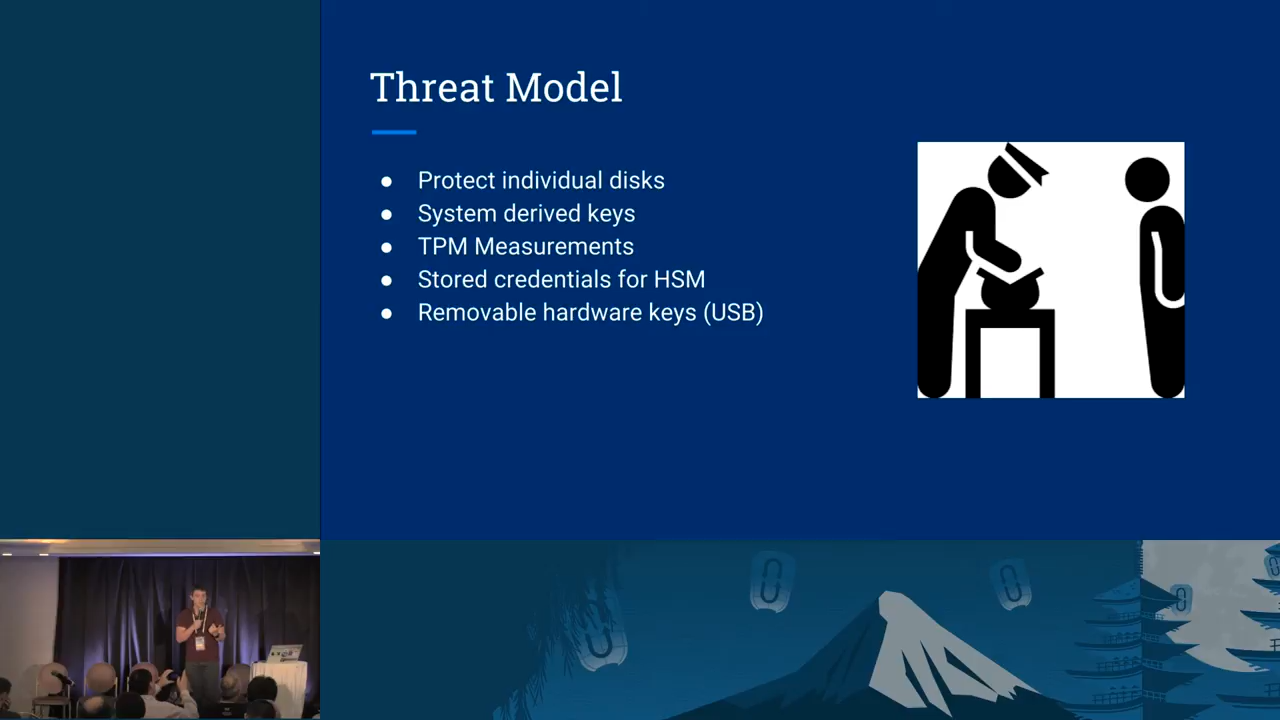 Threat Model
● Protect individual disks
● System derived keys
● TPM Measurements
● Stored credentials for HSM
● Removable hardware keys (USB)